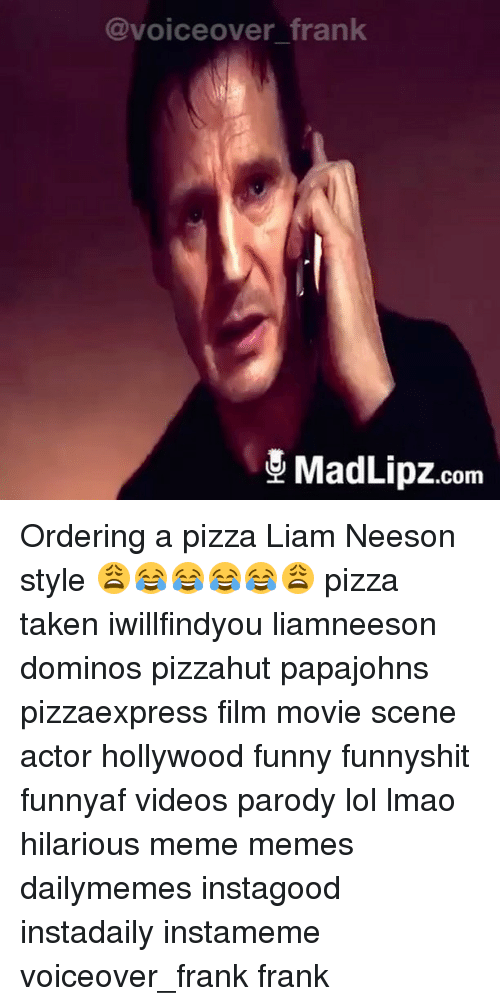 @voiceover_frank
MadLipz.com
Ordering a pizza Liam Neeson
style 😩😂😂😂😂😩 pizza
taken iwillfindyou liamneeson
dominos pizzahut papajohns
pizzaexpress film movie scene
actor hollywood funny funnyshit
funnyaf videos parody lol lmao
hilarious meme memes
dailymemes instagood
instadaily instameme
voiceover_frank frank